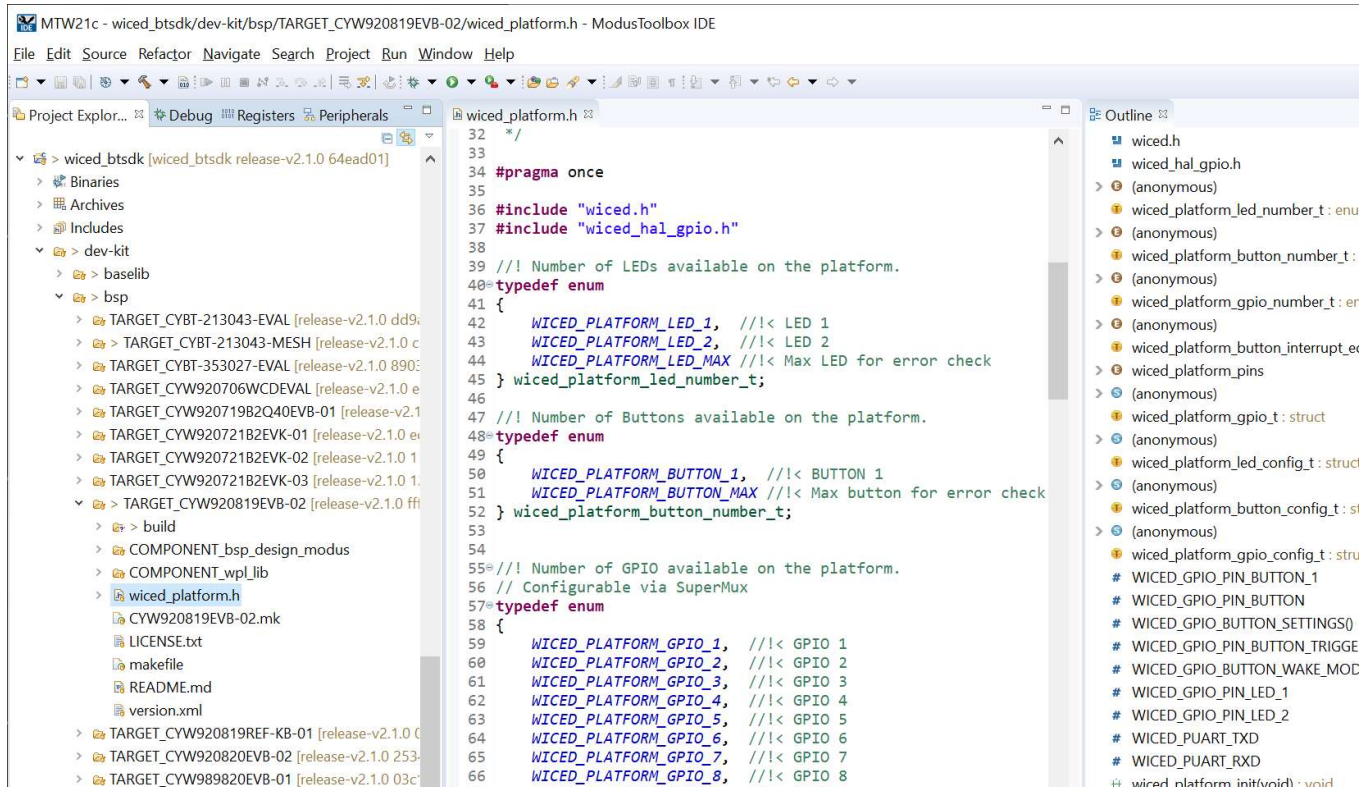 MTW21c - wiced_btsdk/dev-kit/bsp/TARGET_CYW920819EVB-02/wiced_platform.h - ModusToolbox IDE
File Edit Source Refactor Navigate Search Project Run Window Help
Project Explor... Debug Registers Peripherals
> wiced_btsdk [wiced_btsdk release-v2.1.0 64ead01]
Binaries
Archives
Includes
> dev-kit
> baselib
> bsp
TARGET_CYBT-213043-EVAL [release-v2.1.0 dd9
> TARGET_CYBT-213043-MESH [release-v2.1.0 c
TARGET_CYBT-353027-EVAL [release-v2.1.0 890
TARGET_CYW920706WCDEVAL [release-v2.1.0 e
TARGET_CYW920719B2Q40EVB-01 [release-v2.1
TARGET_CYW920721B2EVK-01 [release-v2.1.0 e
TARGET_CYW920721B2EVK-02 [release-v2.1.0 1
TARGET_CYW920721B2EVK-03 [release-v2.1.0 1
> TARGET_CYW920819EVB-02 [release-v2.1.0 fff
> build
COMPONENT_bsp_design_modus
COMPONENT_wpl_lib
wiced_platform.h
CYW920819EVB-02.mk
LICENSE.txt
makefile
README.md
version.xml
TARGET_CYW920819REF-KB-01 [release-v2.1.0
TARGET_CYW920820EVB-02 [release-v2.1.0 253
TARGET_CYW989820EVB-01 [release-v2.1.0 03c
wiced_platform.h
32 */
33
34 #pragma once
35
36 #include "wiced.h"
37 #include "wiced_hal_gpio.h"
38
39 //! Number of LEDs available on the platform.
40 typedef enum
41 {
42 WICED_PLATFORM_LED_1, //!< LED 1
43 WICED_PLATFORM_LED_2, //!< LED 2
44 WICED_PLATFORM_LED_MAX //!< Max LED for error check
45 } wiced_platform_led_number_t;
46
47 //! Number of Buttons available on the platform.
48 typedef enum
49 {
50 WICED_PLATFORM_BUTTON_1, //!< BUTTON 1
51 WICED_PLATFORM_BUTTON_MAX //!< Max button for error check
52 } wiced_platform_button_number_t;
53
54
55 //! Number of GPIO available on the platform.
56 // Configurable via SuperMux
57 typedef enum
58 {
59 WICED_PLATFORM_GPIO_1, //!< GPIO 1
60 WICED_PLATFORM_GPIO_2, //!< GPIO 2
61 WICED_PLATFORM_GPIO_3, //!< GPIO 3
62 WICED_PLATFORM_GPIO_4, //!< GPIO 4
63 WICED_PLATFORM_GPIO_5, //!< GPIO 5
64 WICED_PLATFORM_GPIO_6, //!< GPIO 6
65 WICED_PLATFORM_GPIO_7, //!< GPIO 7
66 WICED_PLATFORM_GPIO_8, //!< GPIO 8
Outline
wiced.h
wiced_hal_gpio.h
(anonymous)
wiced_platform_led_number_t : enu
(anonymous)
wiced_platform_button_number_t :
(anonymous)
wiced_platform_gpio_number_t : en
(anonymous)
wiced_platform_button_interrupt_e
wiced_platform_pins
(anonymous)
wiced_platform_gpio_t : struct
(anonymous)
wiced_platform_led_config_t : struct
(anonymous)
wiced_platform_button_config_t : st
(anonymous)
wiced_platform_gpio_config_t : stru
# WICED_GPIO_PIN_BUTTON_1
# WICED_GPIO_PIN_BUTTON
# WICED_GPIO_BUTTON_SETTINGS()
# WICED_GPIO_PIN_BUTTON_TRIGGE
# WICED_GPIO_BUTTON_WAKE_MOD
# WICED_GPIO_PIN_LED_1
# WICED_GPIO_PIN_LED_2
# WICED_PUART_TXD
# WICED_PUART_RXD
wiced_platform_init(void) : void